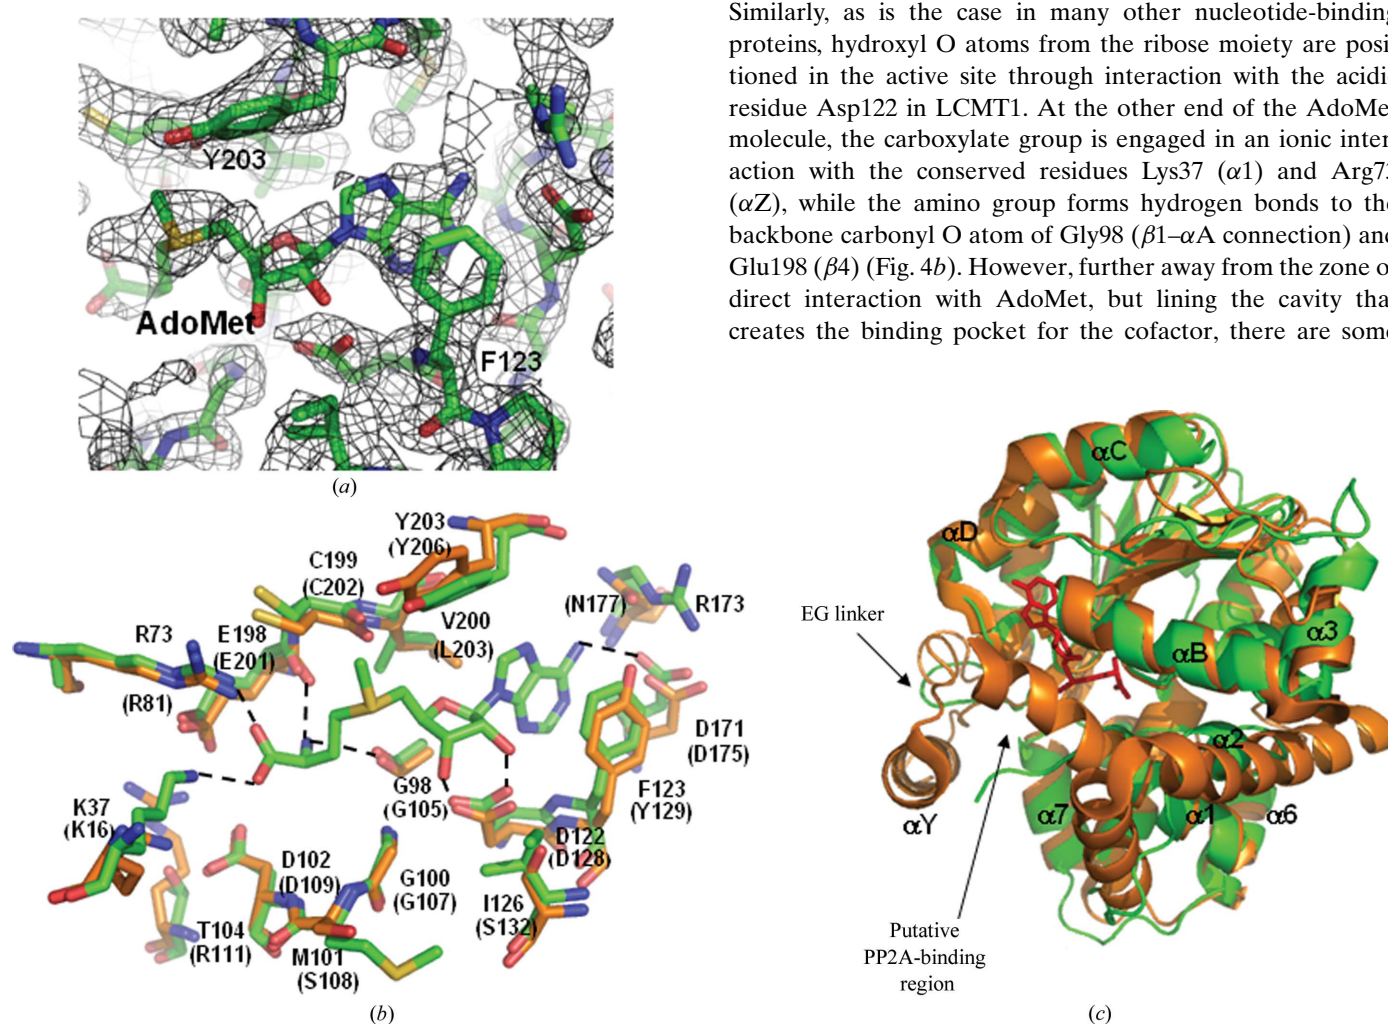 Similarly, as is the case in many other nucleotide-binding
proteins, hydroxyl O atoms from the ribose moiety are posi
tioned in the active site through interaction with the acidi
residue Asp122 in LCMT1. At the other end of the AdoMe
molecule, the carboxylate group is engaged in an ionic inter
action with the conserved residues Lys37 (α1) and Arg73
(αZ), while the amino group forms hydrogen bonds to the
backbone carbonyl O atom of Gly98 (β1–αA connection) and
Glu198 (β4) (Fig. 4b). However, further away from the zone o
direct interaction with AdoMet, but lining the cavity tha
creates the binding pocket for the cofactor, there are some
Y203
AdoMet
F123
(a)
Y203
(Y206)
C199
(C202)
R73
(R81)
E198
(E201)
V200
(L203)
(N177)
R173
D171
(D175)
F123
(Y129)
G98
(G105)
K37
(K16)
D122
(D128)
D102
(D109)
G100
(G107)
I126
(S132)
T104
(R111)
M101
(S108)
(b)
αC
αD
EG linker
α3
αB
α2
αY
α7
α1
α6
Putative
PP2A-binding
region
(c)